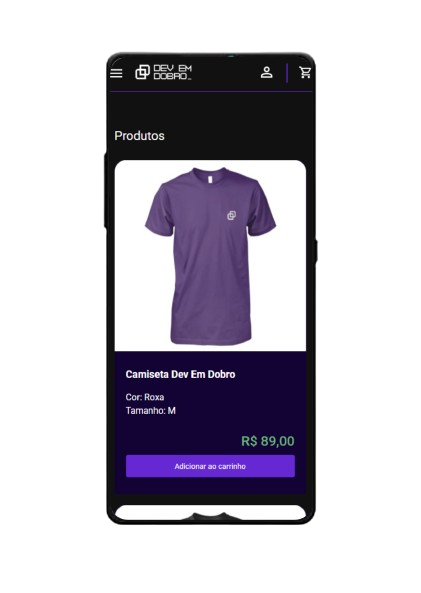 DEV EM
DOBRO_
Produtos
Camiseta Dev Em Dobro
Cor: Roxa
Tamanho: M
R$ 89,00
Adicionar ao carrinho